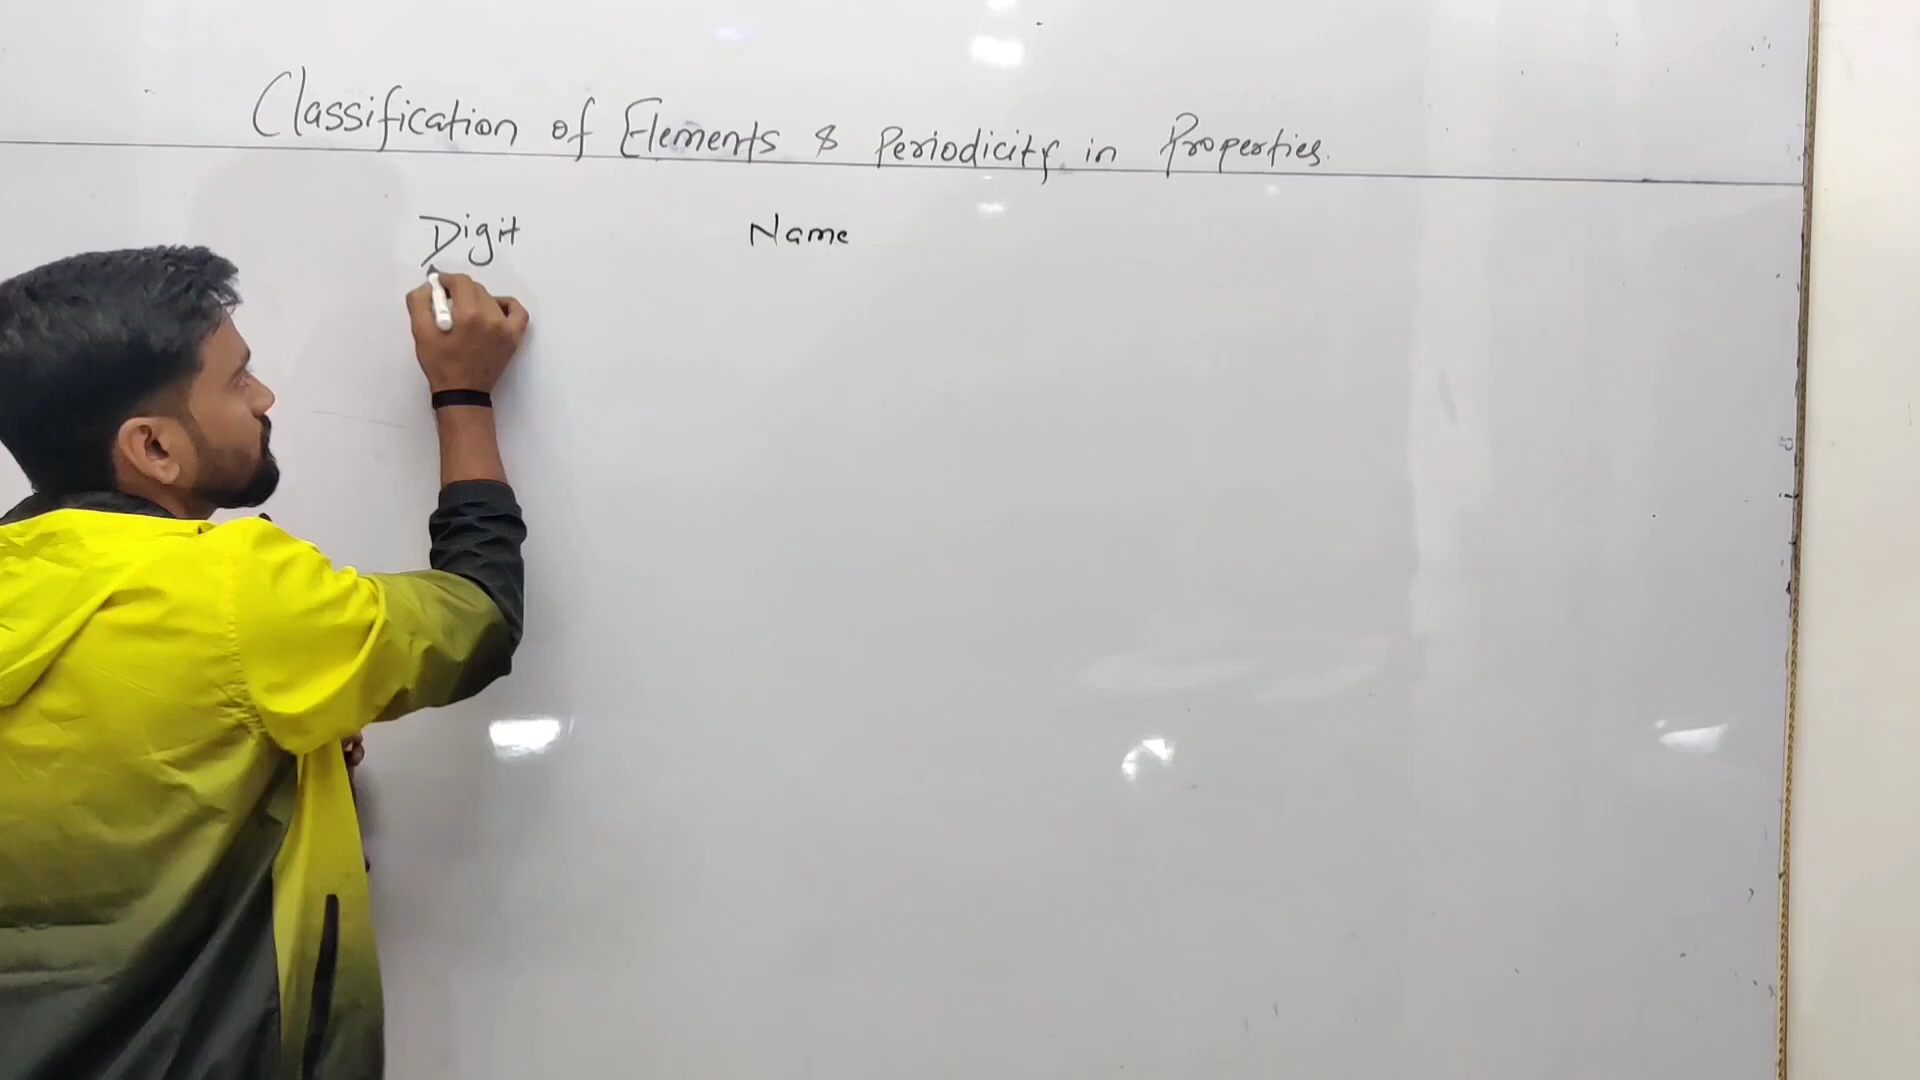 Classification of Elements & Periodicity in Properties.
Digit Name